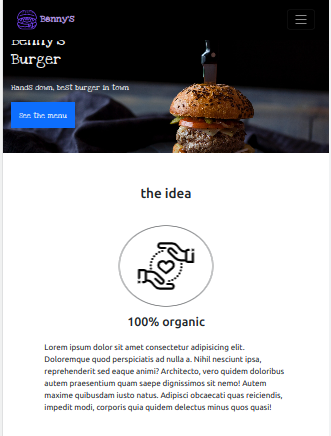 Benny's
Benny's
Burger
Hands down, best burger in town
See the menu
the idea
100% organic
Lorem ipsum dolor sit amet consectetur adipisicing elit.
Doloremque quod perspiciatis ad nulla a. Nihil nesciunt ipsa,
reprehenderit sed eaque animi? Architecto, vero quidem doloribus
autem praesentium quam saepe dignissimos sit nemo! Autem
maxime quibusdam iusto natus. Adipisci obcaecati quas reiciendis,
impedit modi, corporis quia quidem delectus minus quos quasi!